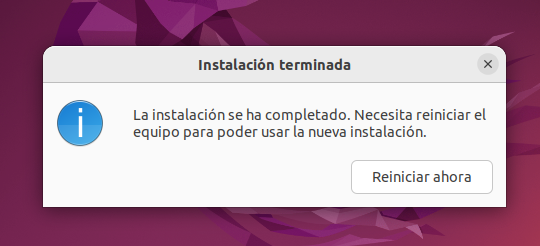 Instalación terminada
La instalación se ha completado. Necesita reiniciar el
equipo para poder usar la nueva instalación.
Reiniciar ahora